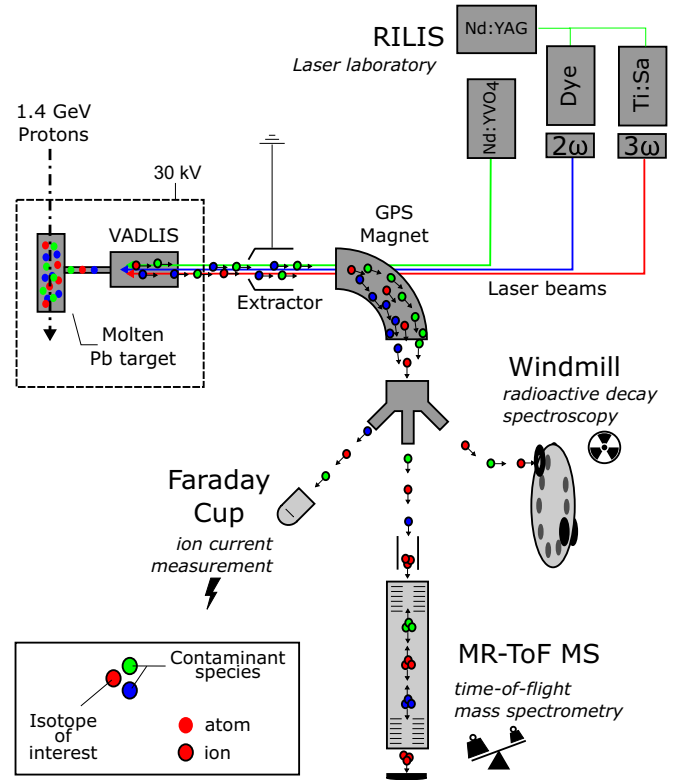 RILIS
Laser laboratory
Nd:YAG
Nd:YVO4
Dye
Ti:Sa
2ω
3ω
1.4 GeV
Protons
30 kV
VADLIS
GPS
Magnet
Extractor
Laser beams
Molten
Pb target
Windmill
radioactive decay
spectroscopy
Faraday
Cup
ion current
measurement
MR-ToF MS
time-of-flight
mass spectrometry
Contaminant
species
Isotope
of
interest
atom
ion